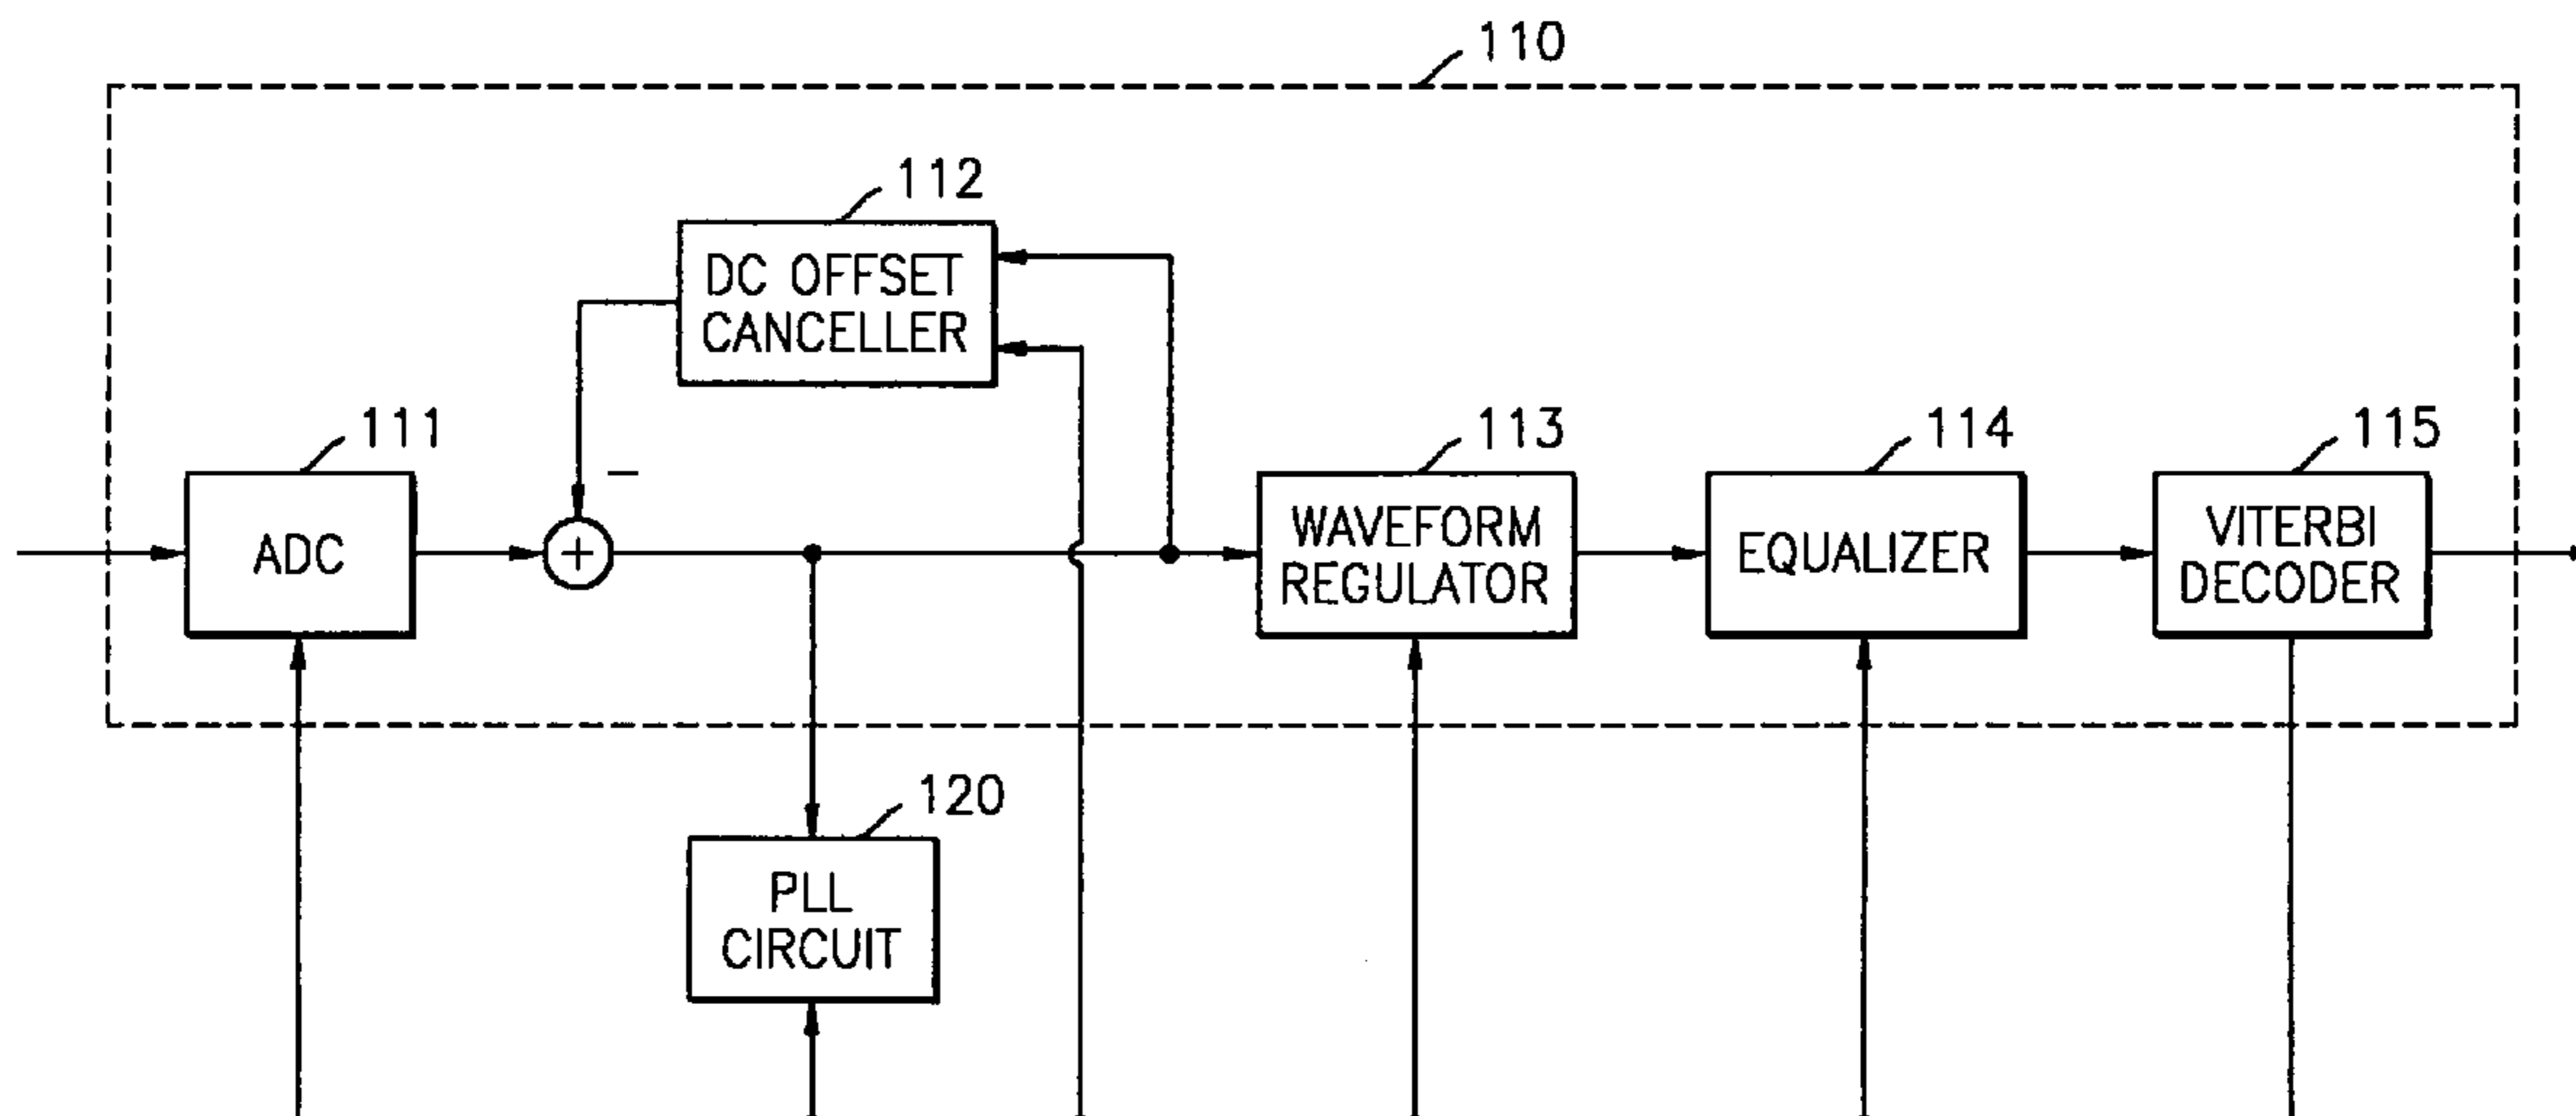 110
112
DC OFFSET
CANCELLER
−
111
ADC
+
113
WAVEFORM
REGULATOR
114
EQUALIZER
115
VITERBI
DECODER
120
PLL
CIRCUIT